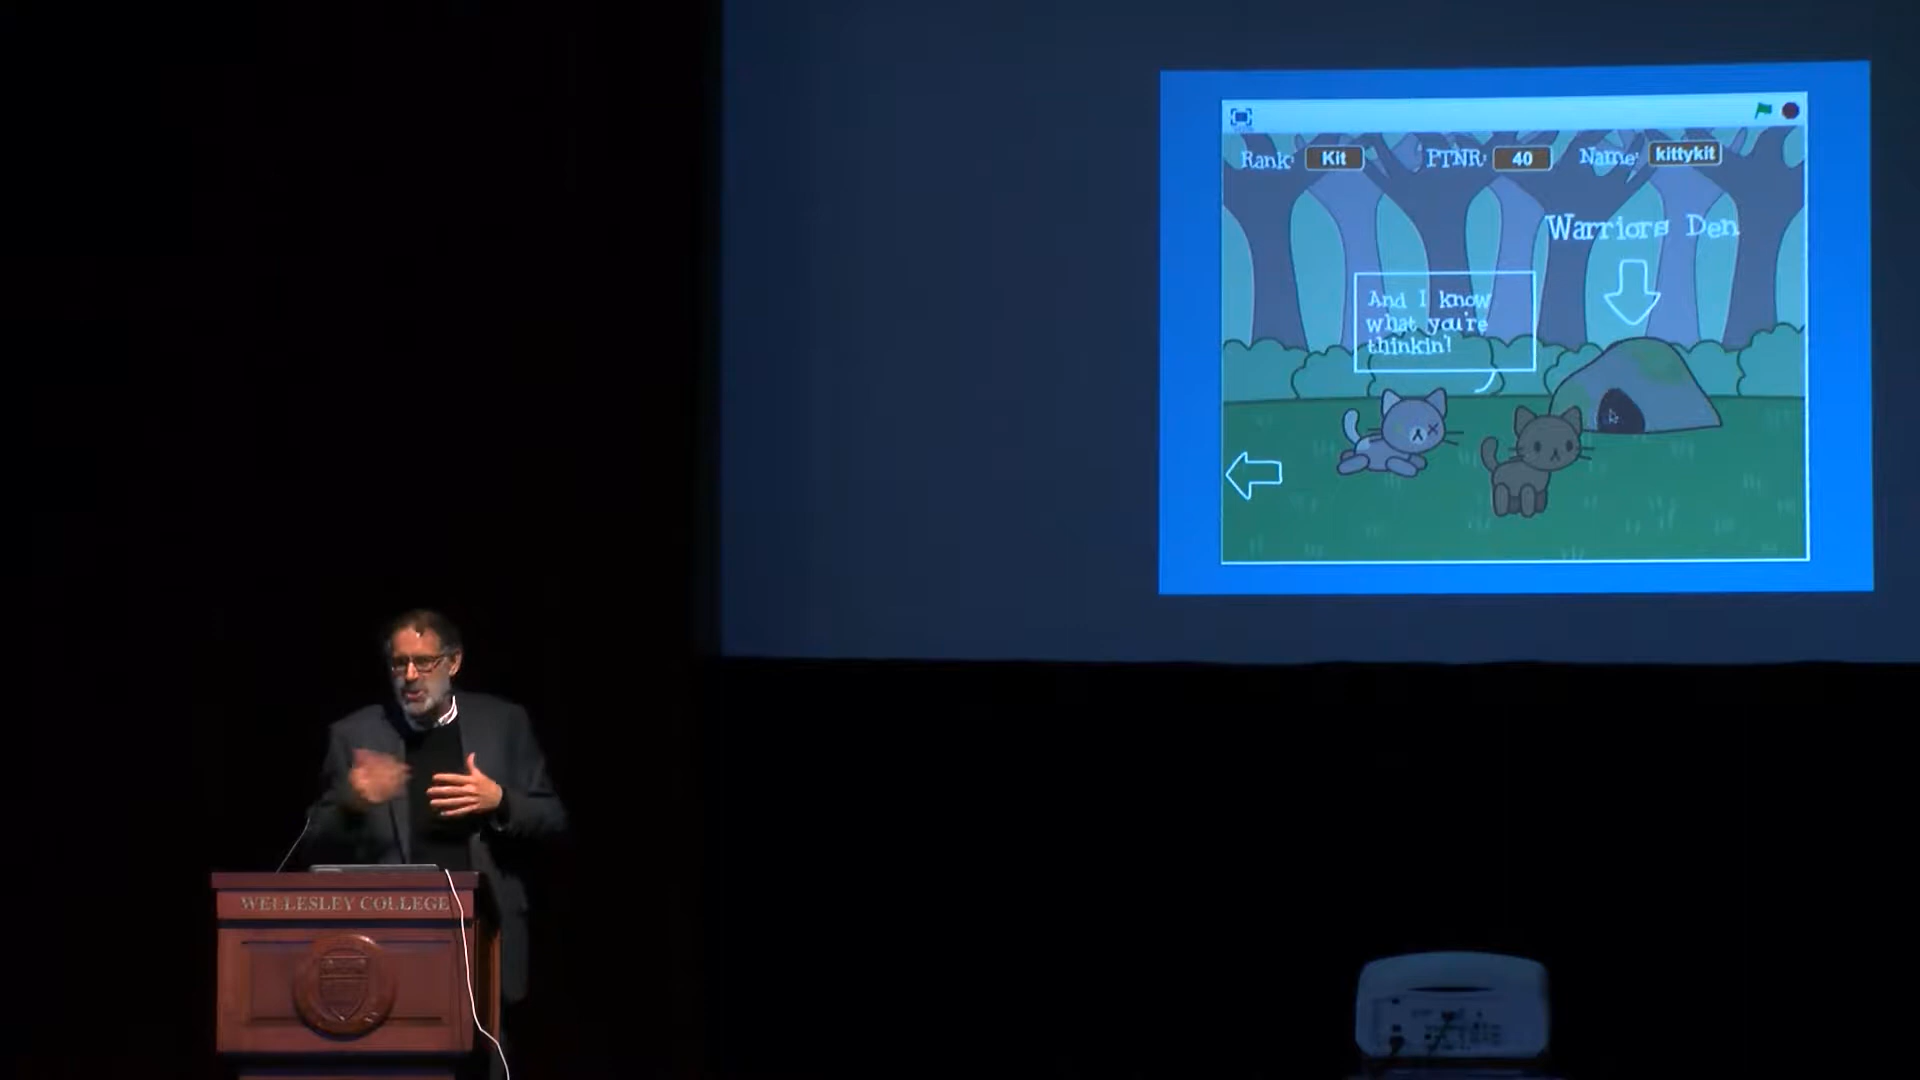 Rank: Kit PTNR: 40 Name: kittykit
Warriors Den
And I know
what you're
thinkin'!
WELLESLEY COLLEGE